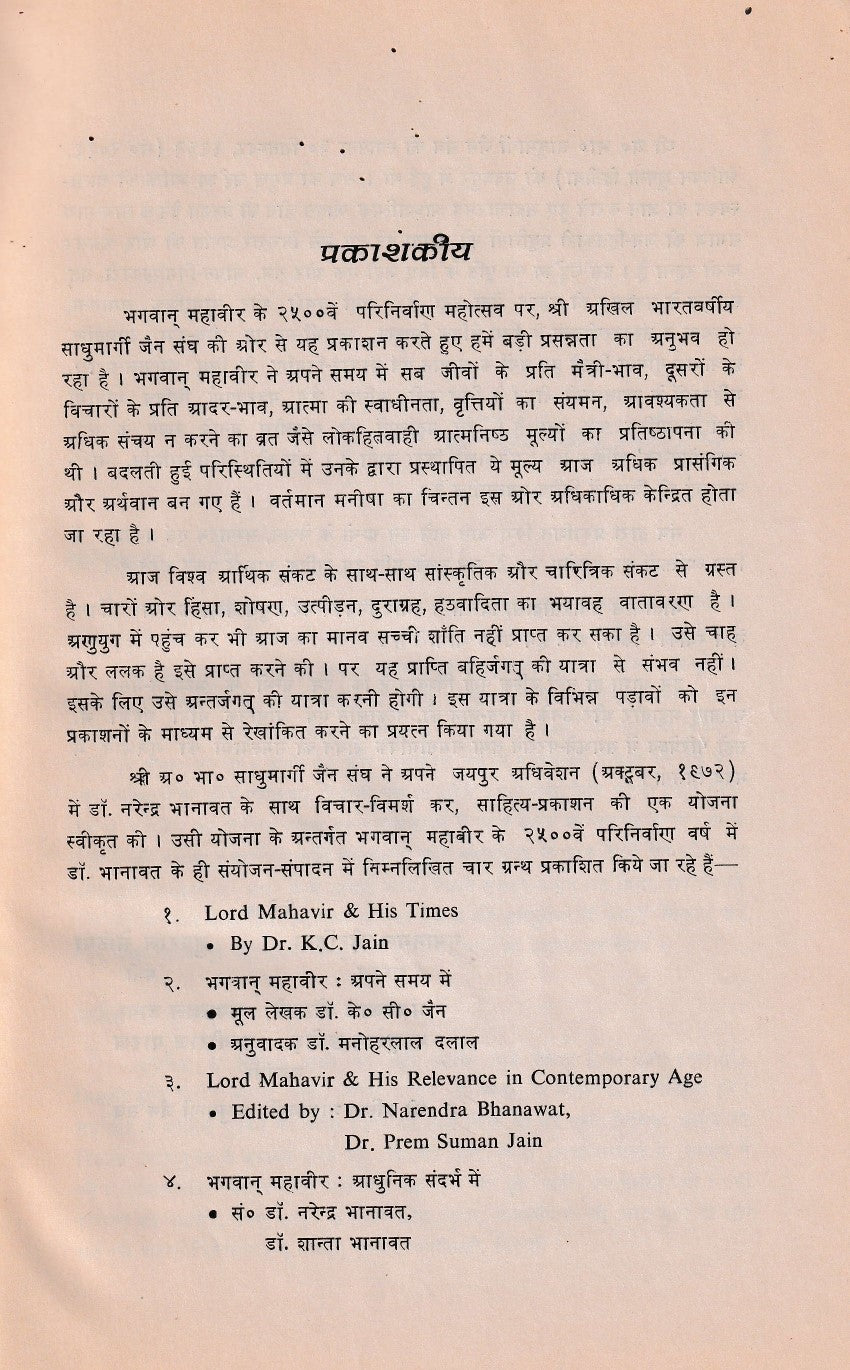 प्रकाशकीय
भगवान् महावीर के २५००वें परिनिर्वाण महोत्सव पर, श्री अखिल भारतवर्षीय
साधुमार्गी जैन संघ की ओर से यह प्रकाशन करते हुए हमें बड़ी प्रसन्नता का अनुभव हो
रहा है । भगवान् महावीर ने अपने समय में सब जीवों के प्रति मैत्री-भाव, दूसरों के
विचारों के प्रति आदर-भाव, आत्मा की स्वाधीनता, वृत्तियों का संयमन, आवश्यकता से
अधिक संचय न करने का व्रत जैसे लोकहितवाही आत्मनिष्ठ मूल्यों का प्रतिष्ठापना की
थी । बदलती हुई परिस्थितियों में उनके द्वारा प्रस्थापित ये मूल्य आज अधिक प्रासंगिक
और अर्थवान बन गए हैं । वर्तमान मनीषा का चिन्तन इस ओर अधिकाधिक केन्द्रित होता
जा रहा है ।
आज विश्व आर्थिक संकट के साथ-साथ सांस्कृतिक और चारित्रिक संकट से ग्रस्त
है । चारों ओर हिंसा, शोषण, उत्पीड़न, दुराग्रह, हठवादिता का भयावह वातावरण है ।
अणुयुग में पहुंच कर भी आज का मानव सच्ची शाँति नहीं प्राप्त कर सका है । उसे चाह
और ललक है इसे प्राप्त करने की । पर यह प्राप्ति बहिर्जगत् की यात्रा से संभव नहीं ।
इसके लिए उसे अन्तर्जगत् की यात्रा करनी होगी । इस यात्रा के विभिन्न पड़ावों को इन
प्रकाशनों के माध्यम से रेखांकित करने का प्रयत्न किया गया है ।
श्री अ० भा० साधुमार्गी जैन संघ ने अपने जयपुर अधिवेशन (अक्टूबर, १९७२)
में डॉ. नरेन्द्र भानावत के साथ विचार-विमर्श कर, साहित्य-प्रकाशन की एक योजना
स्वीकृत की । उसी योजना के अन्तर्गत भगवान् महाबीर के २५००वें परिनिर्वाण वर्ष में
डॉ. भानावत के ही संयोजन-संपादन में निम्नलिखित चार ग्रन्थ प्रकाशित किये जा रहे हैं—
१. Lord Mahavir & His Times
• By Dr. K.C. Jain
२. भगवान् महावीर : अपने समय में
• मूल लेखक डॉ. के० सी० जैन
• अनुवादक डॉ. मनोहरलाल दलाल
३. Lord Mahavir & His Relevance in Contemporary Age
• Edited by : Dr. Narendra Bhanawat,
Dr. Prem Suman Jain
४. भगवान् महावीर : आधुनिक संदर्भ में
• सं० डॉ. नरेन्द्र भानावत,
डॉ. शान्ता भानावत